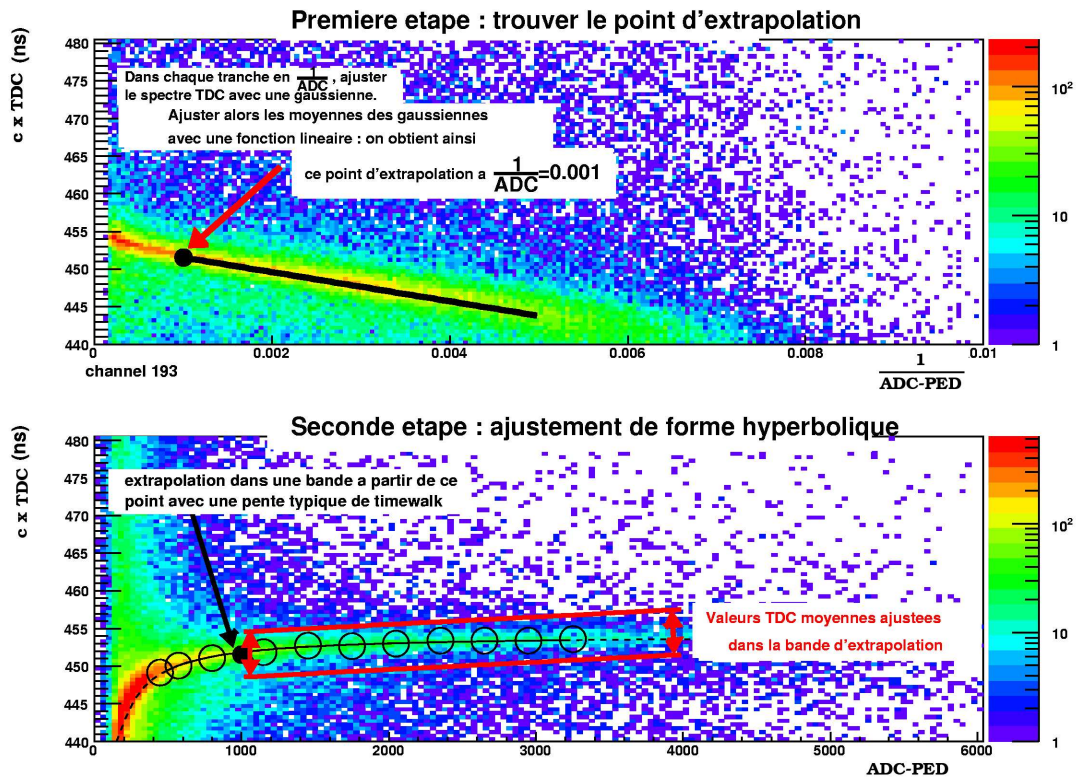 Premiere etape : trouver le point d'extrapolation
c x TDC (ns)
480
475
470
465
460
455
450
445
440
Dans chaque tranche en 1/ADC , ajuster
le spectre TDC avec une gaussienne.
Ajuster alors les moyennes des gaussiennes
avec une fonction lineaire : on obtient ainsi
ce point d'extrapolation a 1/ADC=0.001
0 0.002 0.004 0.006 0.008 0.01
channel 193
1/ADC-PED
10²
10
1
Seconde etape : ajustement de forme hyperbolique
c x TDC (ns)
480
475
470
465
460
455
450
445
440
extrapolation dans une bande a partir de ce
point avec une pente typique de timewalk
Valeurs TDC moyennes ajustees
dans la bande d'extrapolation
0 1000 2000 3000 4000 5000 6000
ADC-PED
10²
10
1